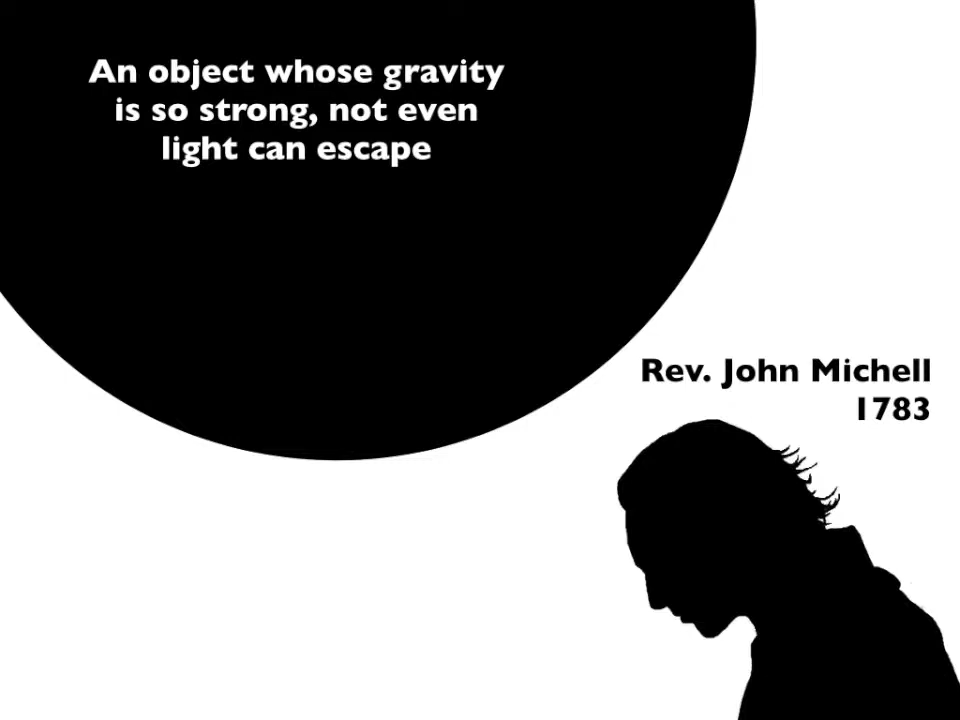 An object whose gravity
is so strong, not even
light can escape
Rev. John Michell
1783